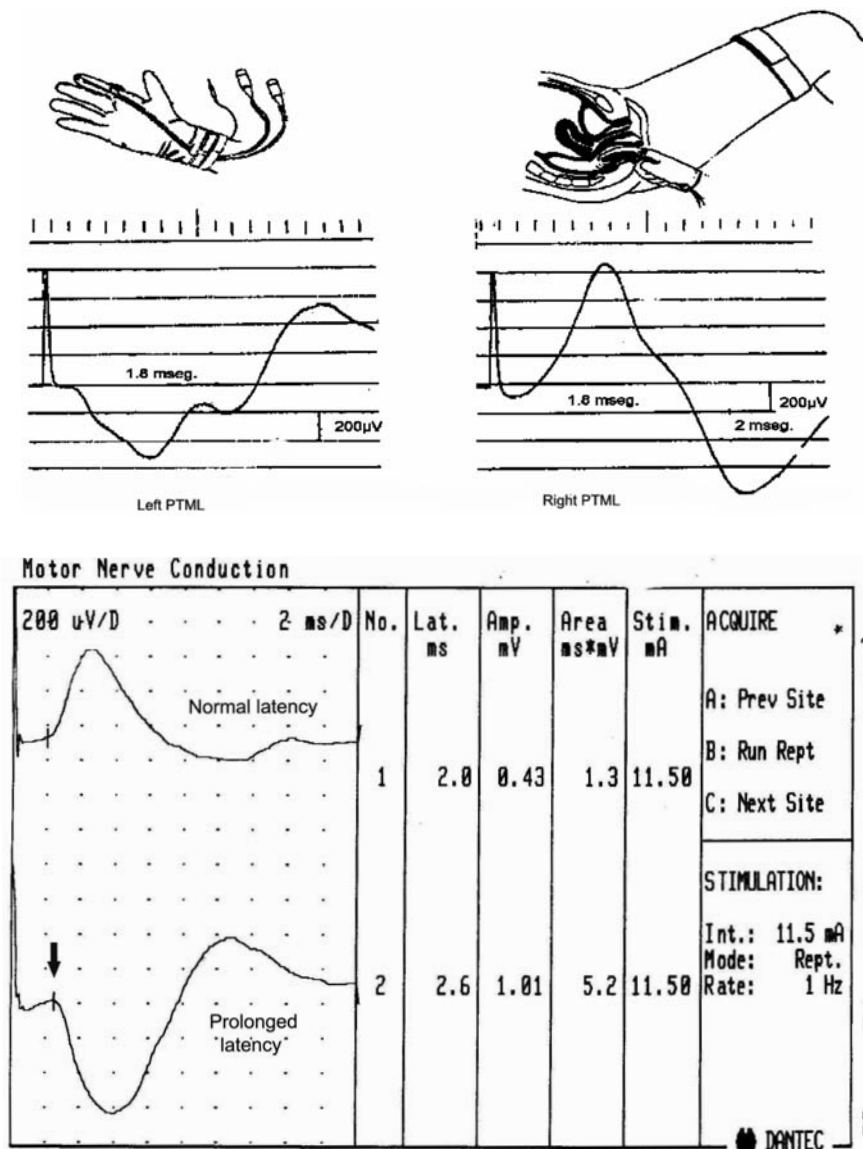 1.8 mseg.
200µV
Left PTML
1.8 mseg.
200µV
2 mseg.
Right PTML
Motor Nerve Conduction
200 uV/D 2 ms/D
No. Lat. Amp. Area Stim.
ms mV ms*mV mA
Normal latency
1 2.0 0.43 1.3 11.50
Prolonged
latency
2 2.6 1.01 5.2 11.50
ACQUIRE *
A: Prev Site
B: Run Rept
C: Next Site
STIMULATION:
Int.: 11.5 mA
Mode: Rept.
Rate: 1 Hz
DANTEC